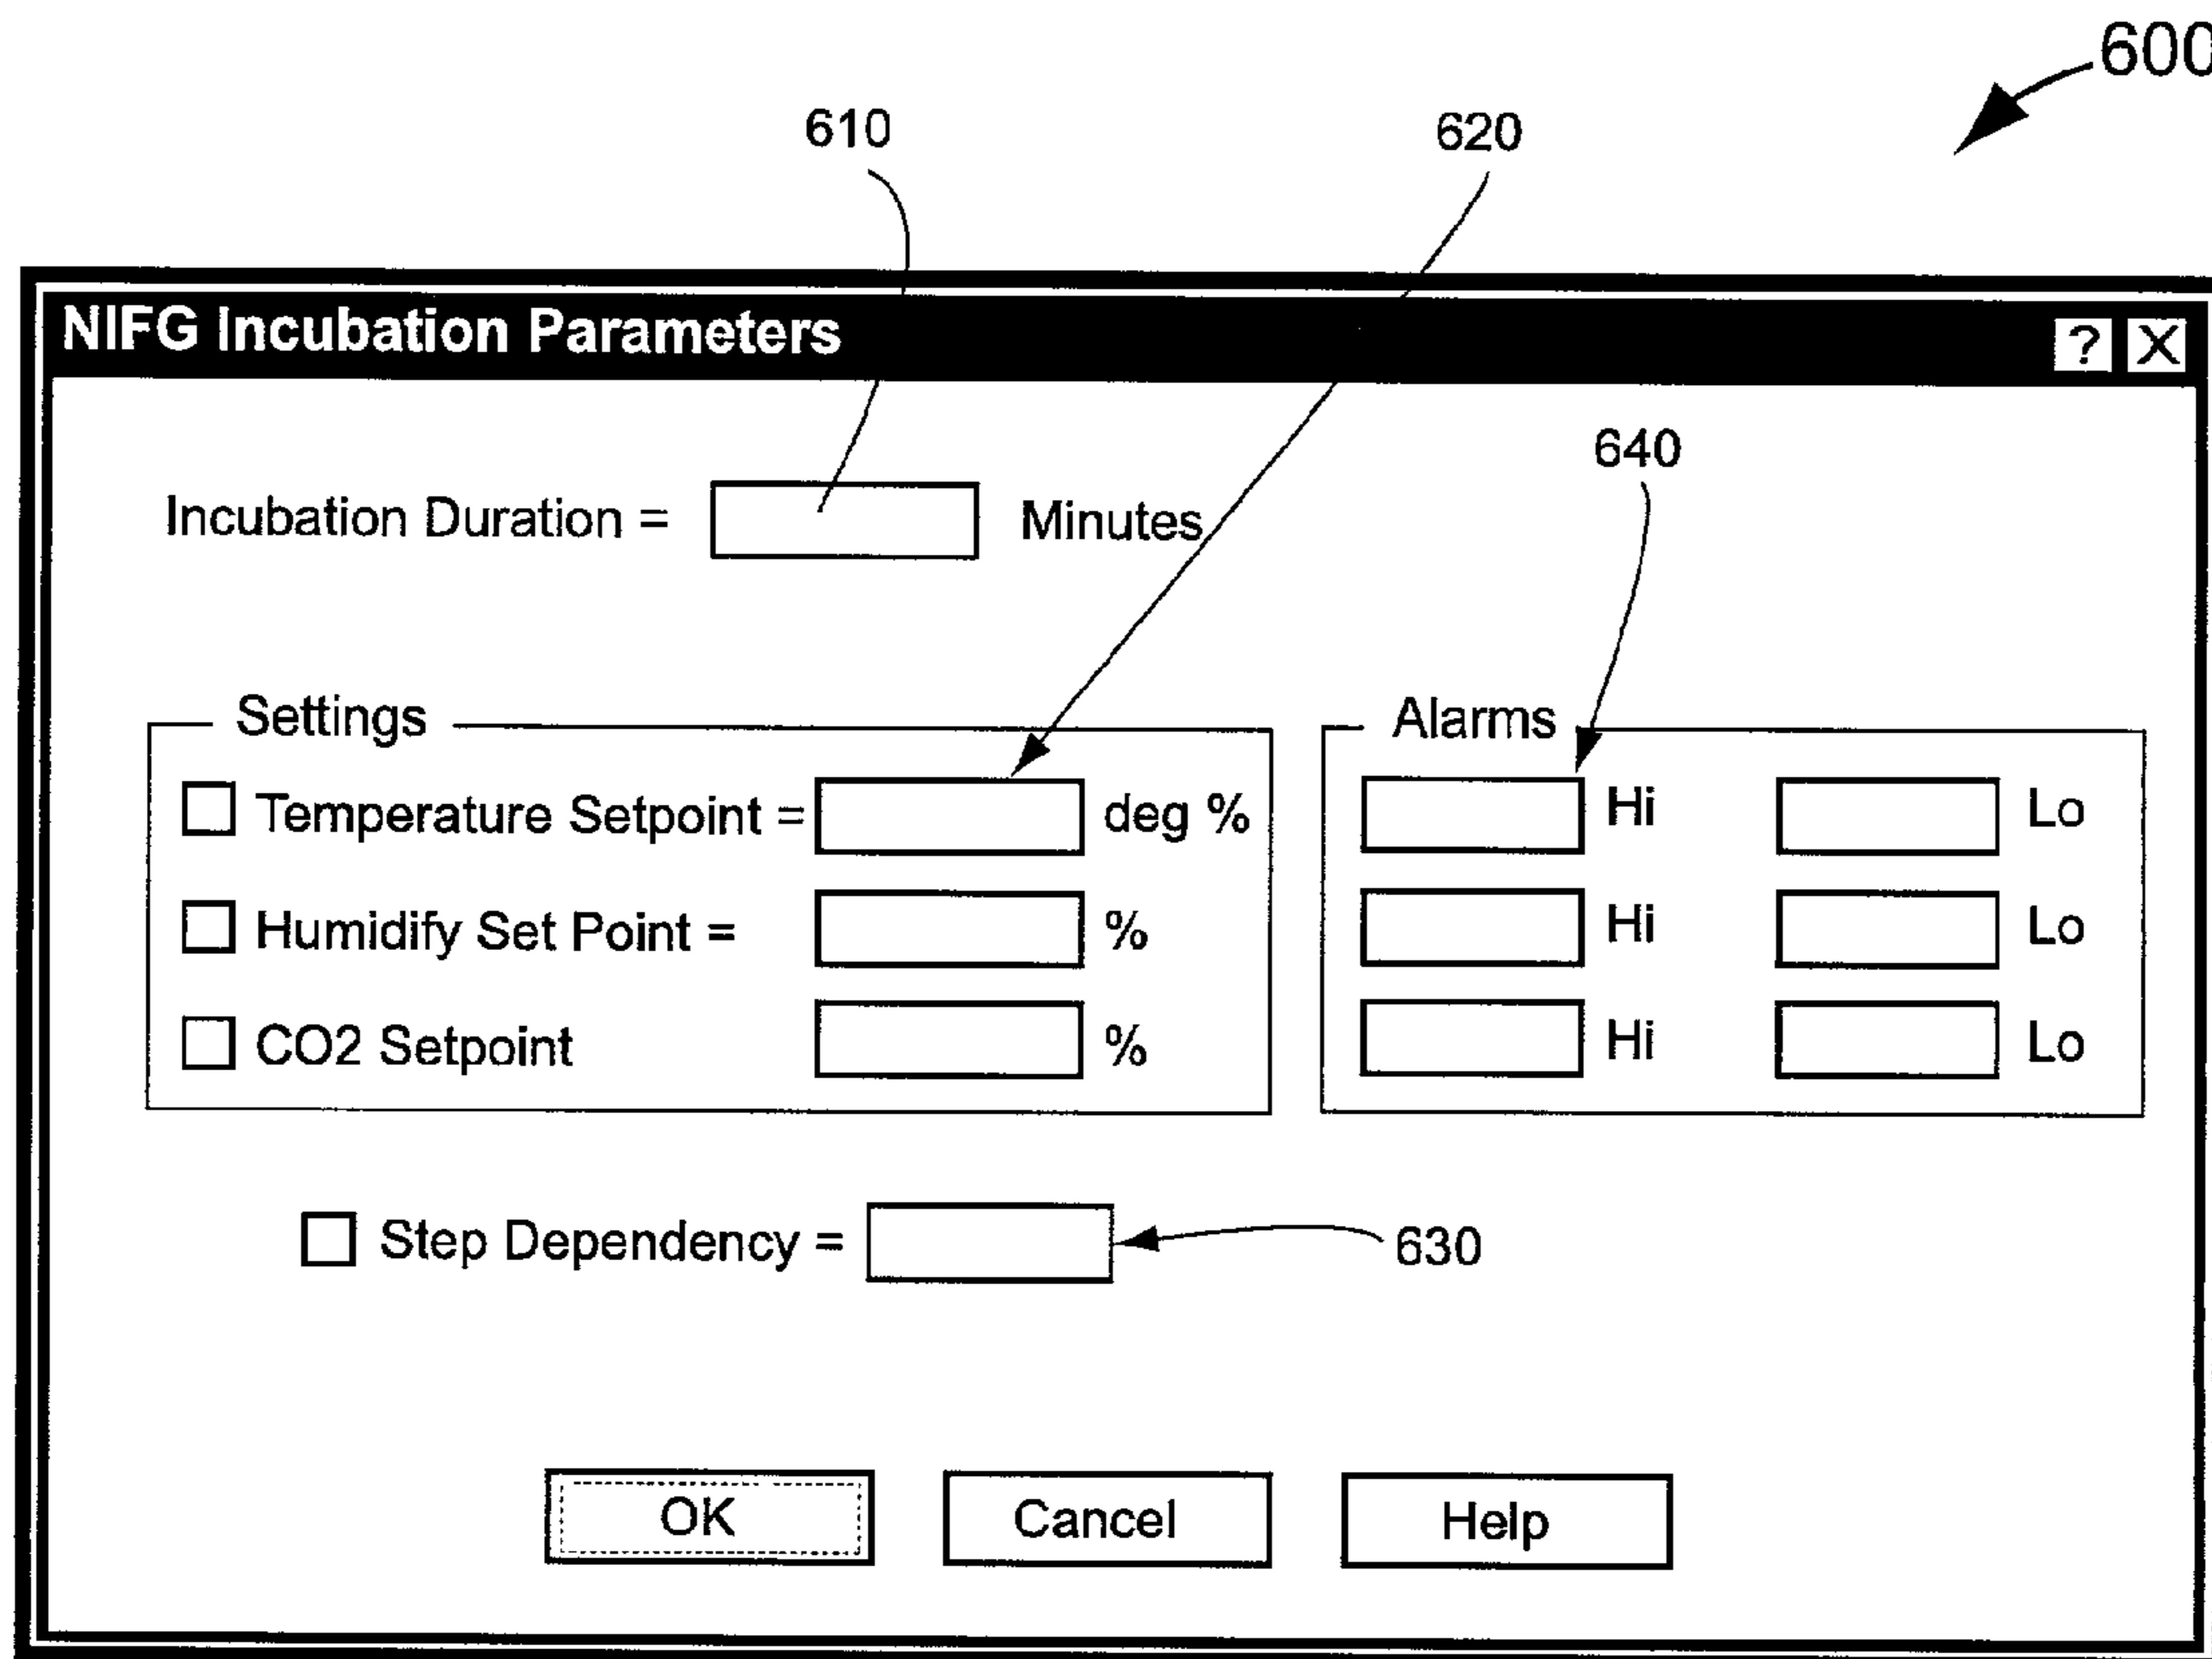 600
610 620
NIFG Incubation Parameters ? X
640
Incubation Duration = Minutes
Settings Alarms
Temperature Setpoint = deg % Hi Lo
Humidify Set Point = % Hi Lo
CO2 Setpoint % Hi Lo
Step Dependency = 630
OK Cancel Help